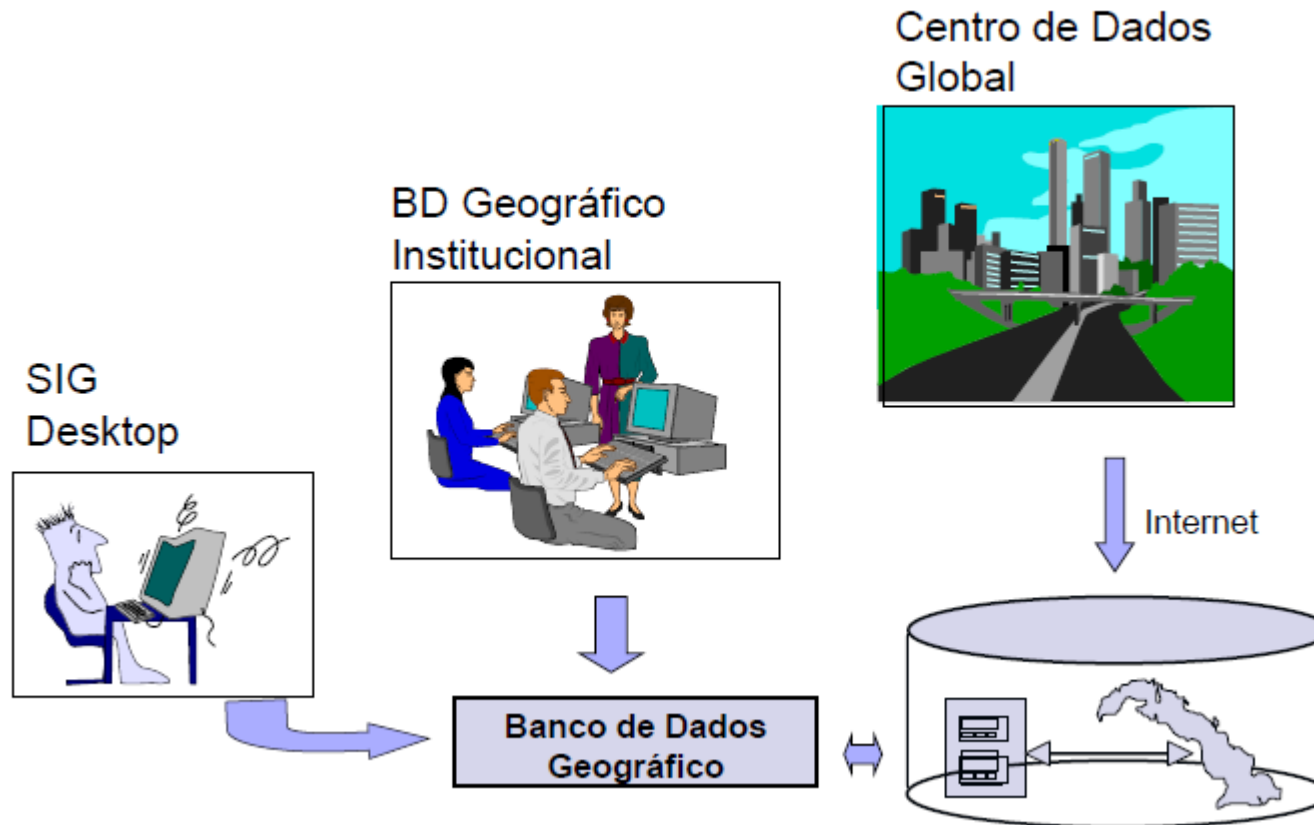 Centro de Dados
Global
BD Geográfico
Institucional
SIG
Desktop
Internet
Banco de Dados
Geográfico